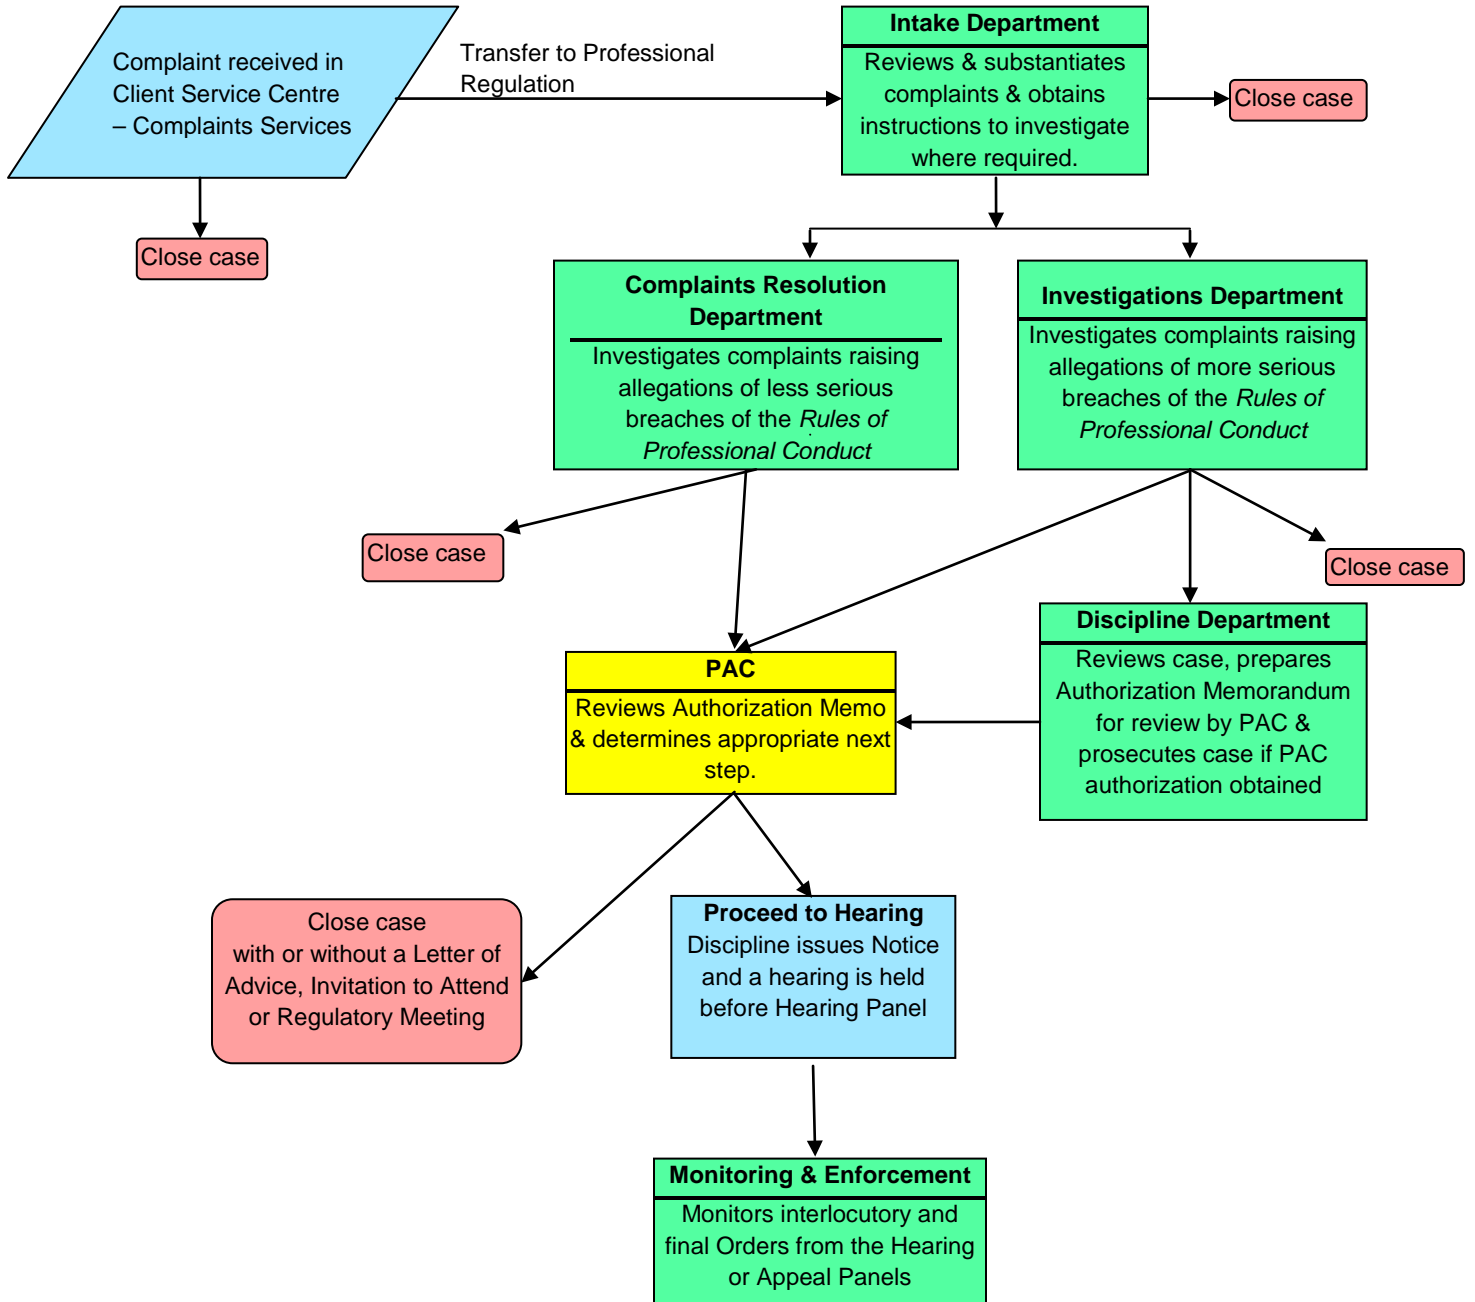 Complaint received in
Client Service Centre
– Complaints Services
Transfer to Professional
Regulation
Intake Department
Reviews & substantiates
complaints & obtains
instructions to investigate
where required.
Close case
Close case
Complaints Resolution
Department
Investigates complaints raising
allegations of less serious
breaches of the Rules of
Professional Conduct
Investigations Department
Investigates complaints raising
allegations of more serious
breaches of the Rules of
Professional Conduct
Close case
Close case
Discipline Department
Reviews case, prepares
Authorization Memorandum
for review by PAC &
prosecutes case if PAC
authorization obtained
PAC
Reviews Authorization Memo
& determines appropriate next
step.
Close case
with or without a Letter of
Advice, Invitation to Attend
or Regulatory Meeting
Proceed to Hearing
Discipline issues Notice
and a hearing is held
before Hearing Panel
Monitoring & Enforcement
Monitors interlocutory and
final Orders from the Hearing
or Appeal Panels